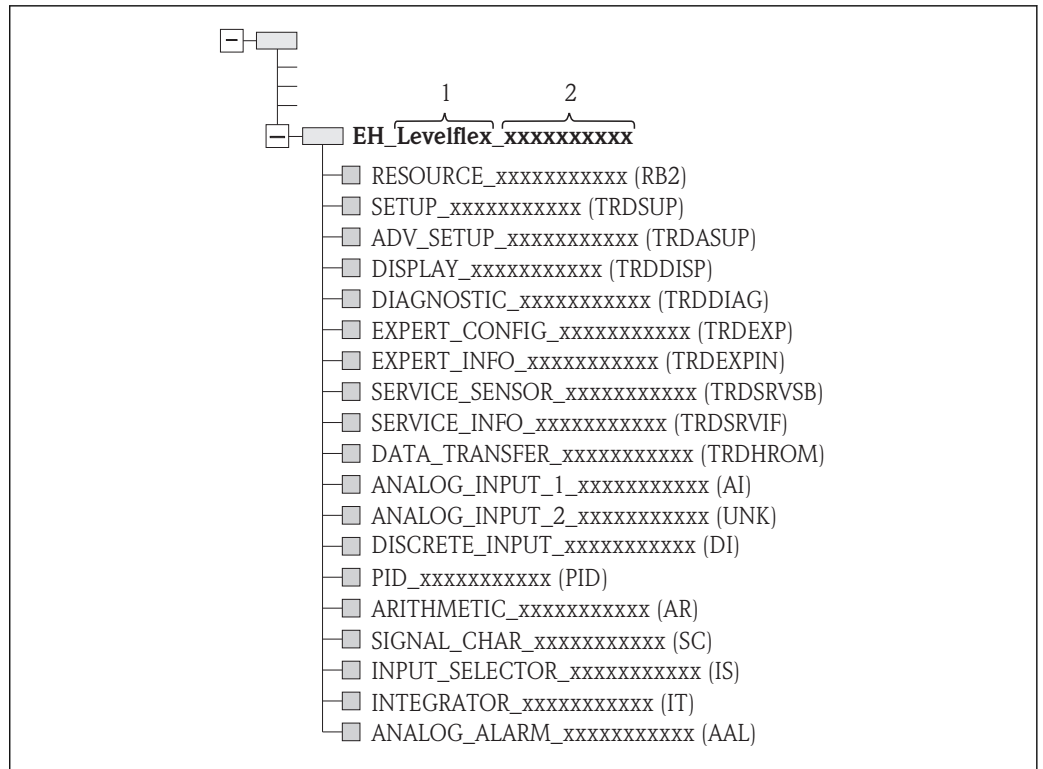 1 2
EH_Levelflex_xxxxxxxxxx
RESOURCE_xxxxxxxxxxx (RB2)
SETUP_xxxxxxxxxxx (TRDSUP)
ADV_SETUP_xxxxxxxxxxx (TRDASUP)
DISPLAY_xxxxxxxxxxx (TRDDISP)
DIAGNOSTIC_xxxxxxxxxxx (TRDDIAG)
EXPERT_CONFIG_xxxxxxxxxxx (TRDEXP)
EXPERT_INFO_xxxxxxxxxxx (TRDEXPIN)
SERVICE_SENSOR_xxxxxxxxxxx (TRDSRVSB)
SERVICE_INFO_xxxxxxxxxxx (TRDSRVIF)
DATA_TRANSFER_xxxxxxxxxxx (TRDHROM)
ANALOG_INPUT_1_xxxxxxxxxxx (AI)
ANALOG_INPUT_2_xxxxxxxxxxx (UNK)
DISCRETE_INPUT_xxxxxxxxxxx (DI)
PID_xxxxxxxxxxx (PID)
ARITHMETIC_xxxxxxxxxxx (AR)
SIGNAL_CHAR_xxxxxxxxxxx (SC)
INPUT_SELECTOR_xxxxxxxxxxx (IS)
INTEGRATOR_xxxxxxxxxxx (IT)
ANALOG_ALARM_xxxxxxxxxxx (AAL)